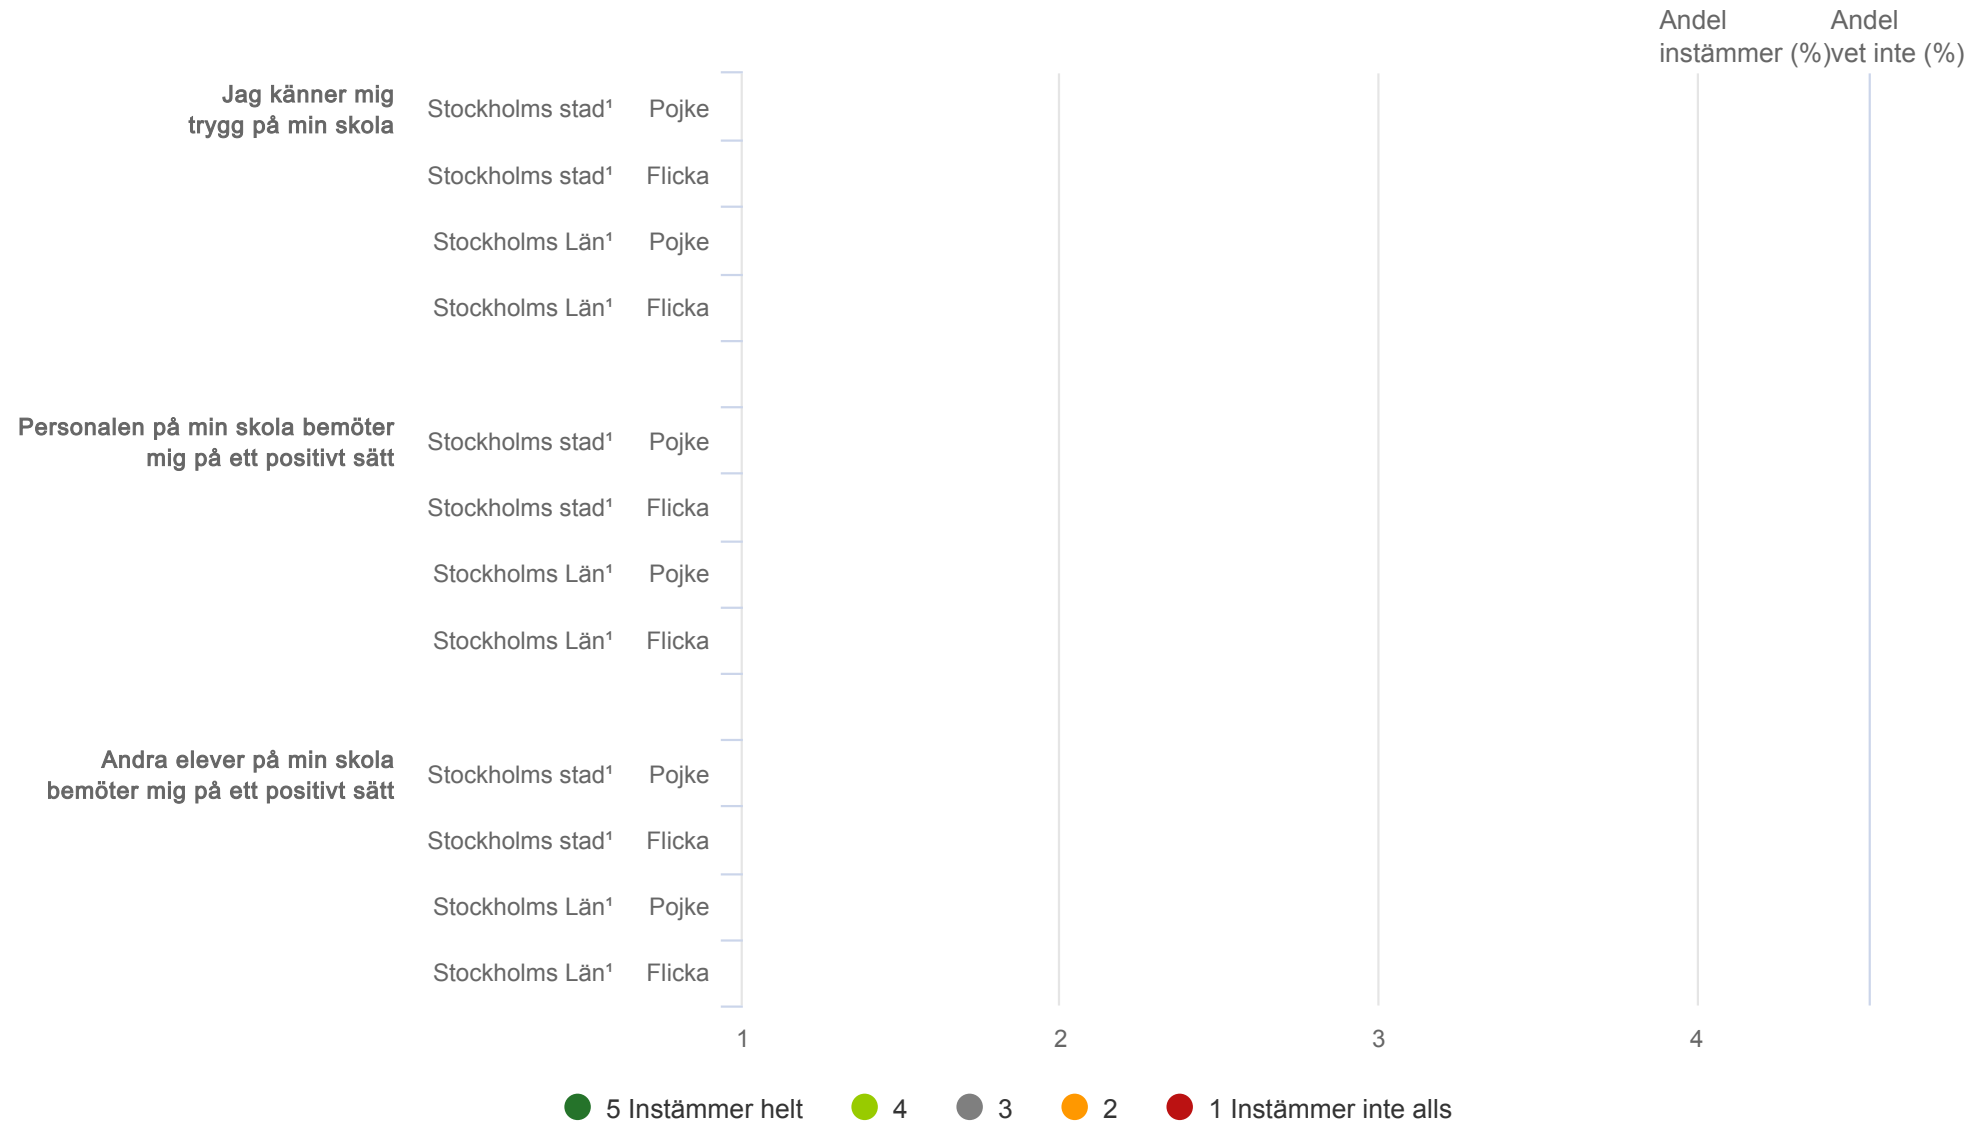 Andel
instämmer (%)
Andel
vet inte (%)
Jag känner mig
trygg på min skola
Stockholms stad¹ Pojke
Stockholms stad¹ Flicka
Stockholms Län¹ Pojke
Stockholms Län¹ Flicka
Personalen på min skola bemöter
mig på ett positivt sätt
Stockholms stad¹ Pojke
Stockholms stad¹ Flicka
Stockholms Län¹ Pojke
Stockholms Län¹ Flicka
Andra elever på min skola
bemöter mig på ett positivt sätt
Stockholms stad¹ Pojke
Stockholms stad¹ Flicka
Stockholms Län¹ Pojke
Stockholms Län¹ Flicka
1 2 3 4
5 Instämmer helt 4 3 2 1 Instämmer inte alls